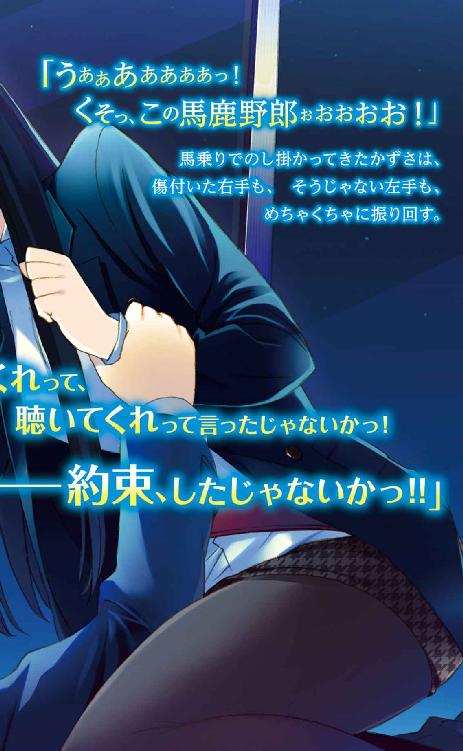 「うぁぁあああああっ!
くそっ、この馬鹿野郎ぉおおおお!」
馬乗りでのし掛かってきたかずさは、
傷付いた右手も、 そうじゃない左手も、
めちゃくちゃに振り回す。
くれって、
聴いてくれって言ったじゃないかっ!
――約束、したじゃないかっ!!」